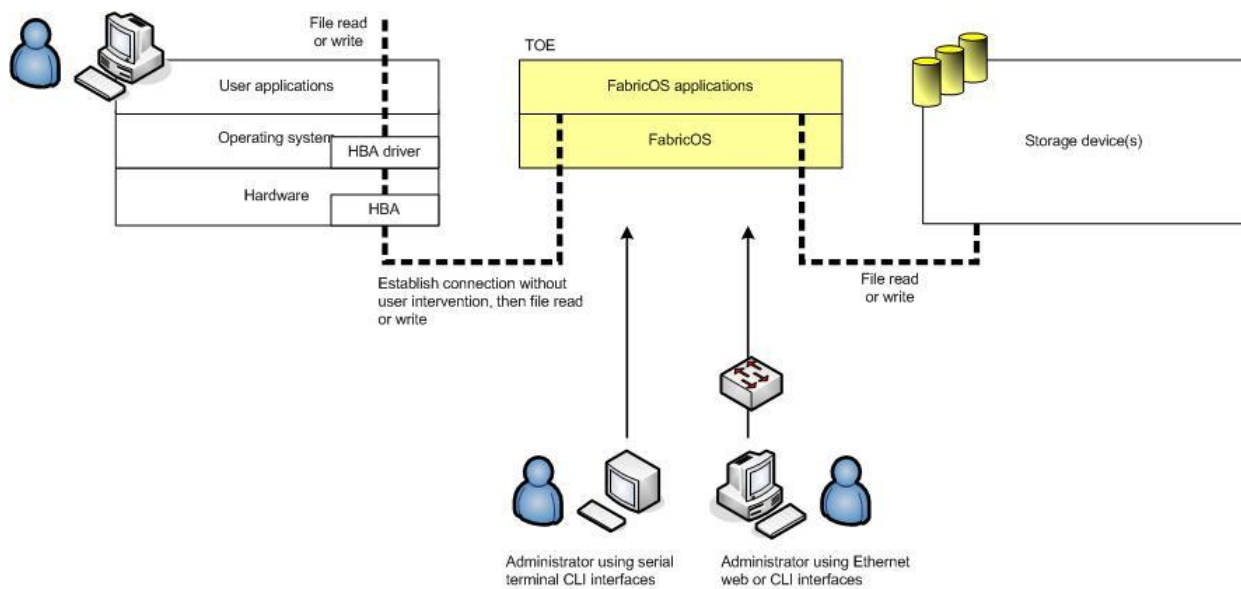 File read
or write
TOE
User applications
FabricOS applications
Operating system
HBA driver
FabricOS
Storage device(s)
Hardware
HBA
Establish connection without
user intervention, then file read
or write
File read
or write
Administrator using serial
terminal CLI interfaces
Administrator using Ethernet
web or CLI interfaces